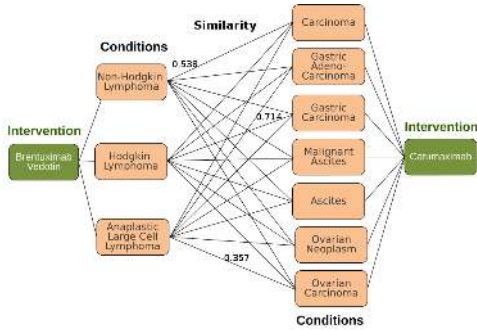 Similarity
Conditions
Carcinoma
0.538
Gastric
Adeno-
Carcinoma
Non-Hodgkin
Lymphoma
Gastric
Carcinoma
0.714
Intervention
Intervention
Brentuximab
Vedotin
Hodgkin
Lymphoma
Malignant
Ascites
Catumaximab
Ascites
Anaplastic
Large Cell
Lymphoma
Ovarian
Neoplasm
0.357
Ovarian
Carcinoma
Conditions